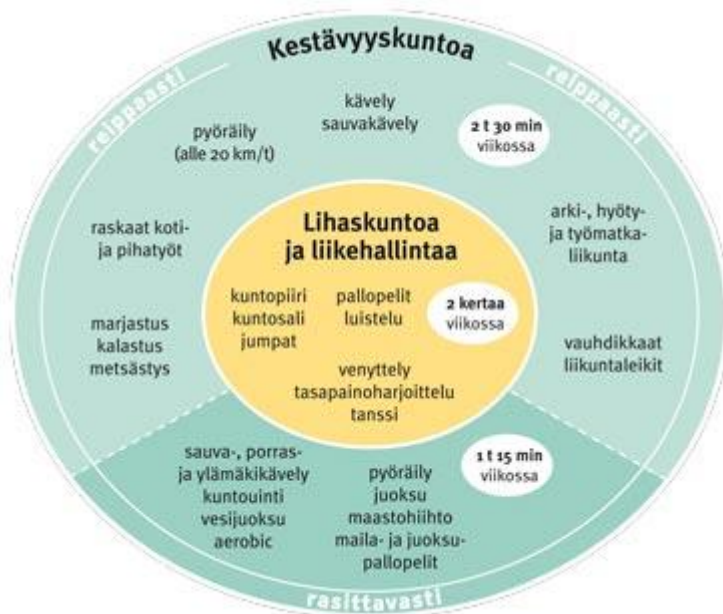 Kestävyyskuntoa
reippaasti
reippaasti
kävely
sauvakävely
2 t 30 min
viikossa
pyöräily
(alle 20 km/t)
raskaat koti-
ja pihatyöt
arki-, hyöty-
ja työmatka-
liikunta
marjastus
kalastus
metsästys
vauhdikkaat
liikuntaleikit
Lihaskuntoa
ja liikehallintaa
kuntopiiri
kuntosali
jumpat
pallopelit
luistelu
2 kertaa
viikossa
venyttely
tasapainoharjoittelu
tanssi
sauva-, porras-
ja ylämäkikävely
kuntouinti
vesijuoksu
aerobic
pyöräily
juoksu
maastohiihto
maila- ja juoksu-
pallopelit
1 t 15 min
viikossa
rasittavasti